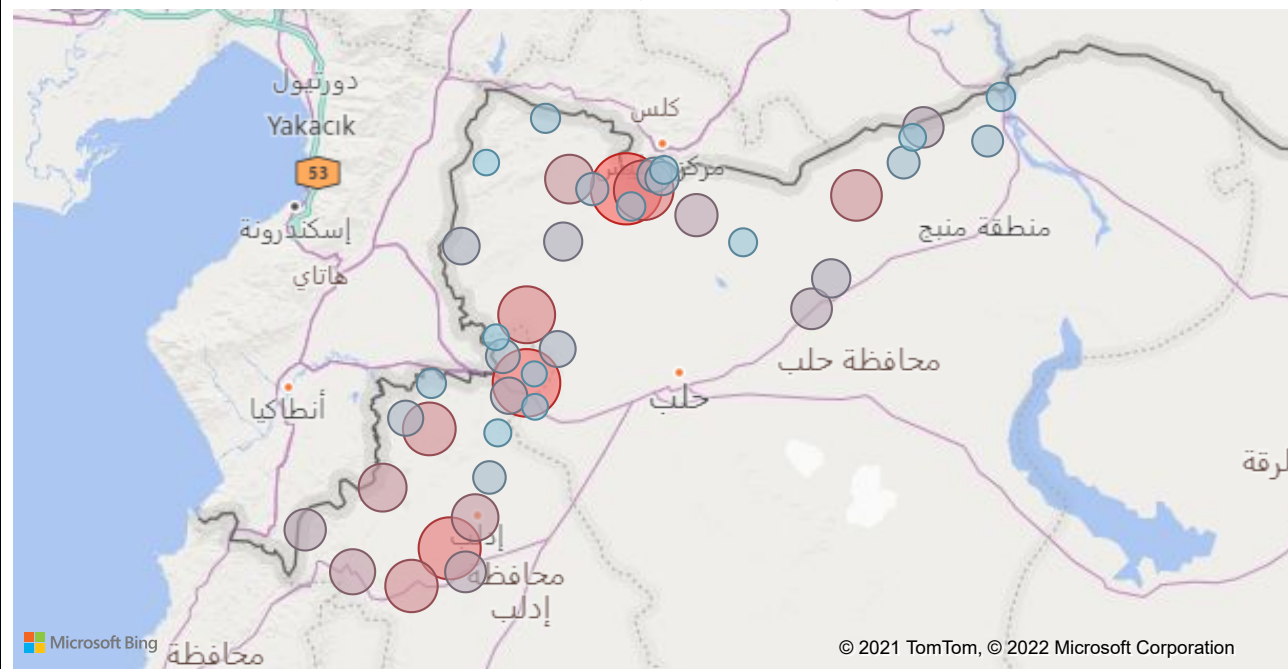 دورتيول
Yakacık
كلس
53
مركز
إسكندرونة
منطقة منبج
هاتاي
محافظة حلب
حلب
أنطاكيا
لرقة
إدلب
محافظة
إدلب
Microsoft Bing
محافظة
© 2021 TomTom, © 2022 Microsoft Corporation